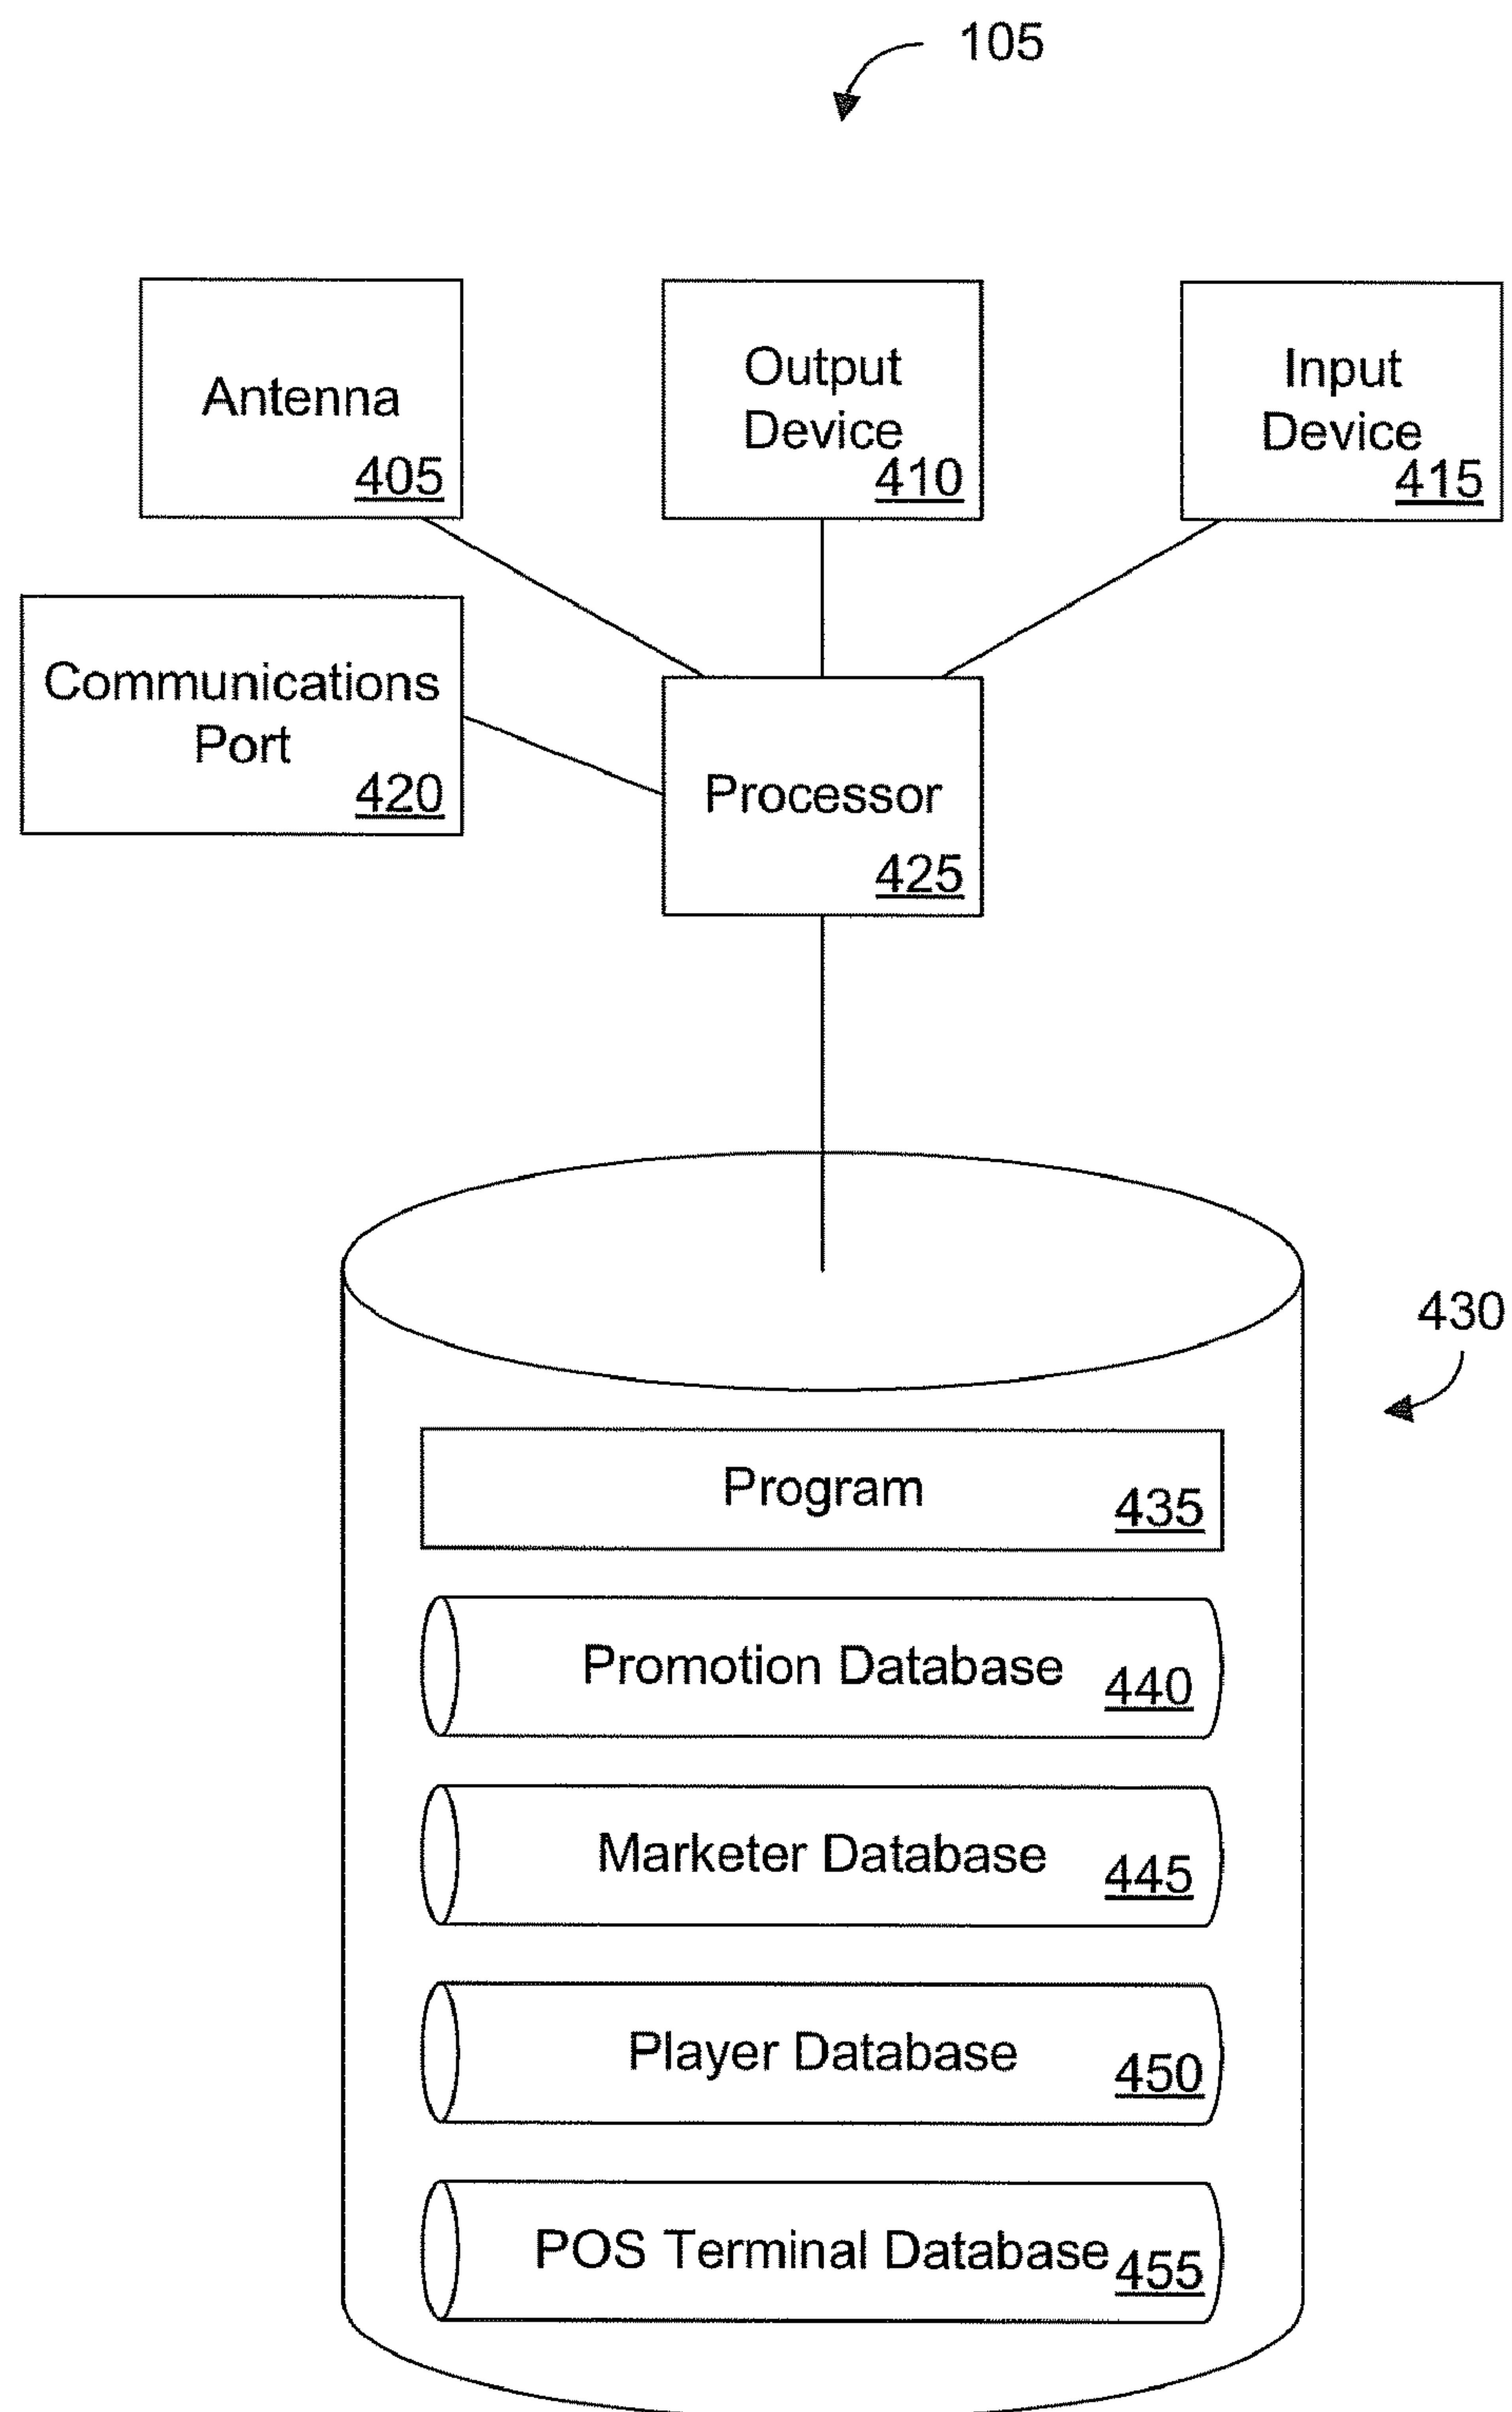 105
Antenna
405
Output
Device
410
Input
Device
415
Communications
Port
420
Processor
425
430
Program
435
Promotion Database
440
Marketer Database
445
Player Database
450
POS Terminal Database
455